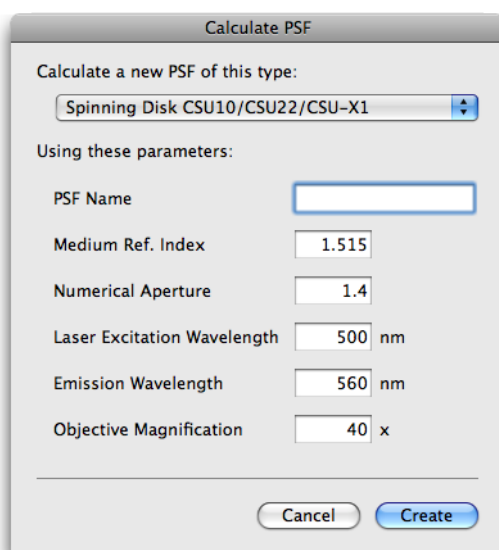 Calculate PSF
Calculate a new PSF of this type:
Spinning Disk CSU10/CSU22/CSU-X1
Using these parameters:
PSF Name
Medium Ref. Index 1.515
Numerical Aperture 1.4
Laser Excitation Wavelength 500 nm
Emission Wavelength 560 nm
Objective Magnification 40 x
Cancel Create